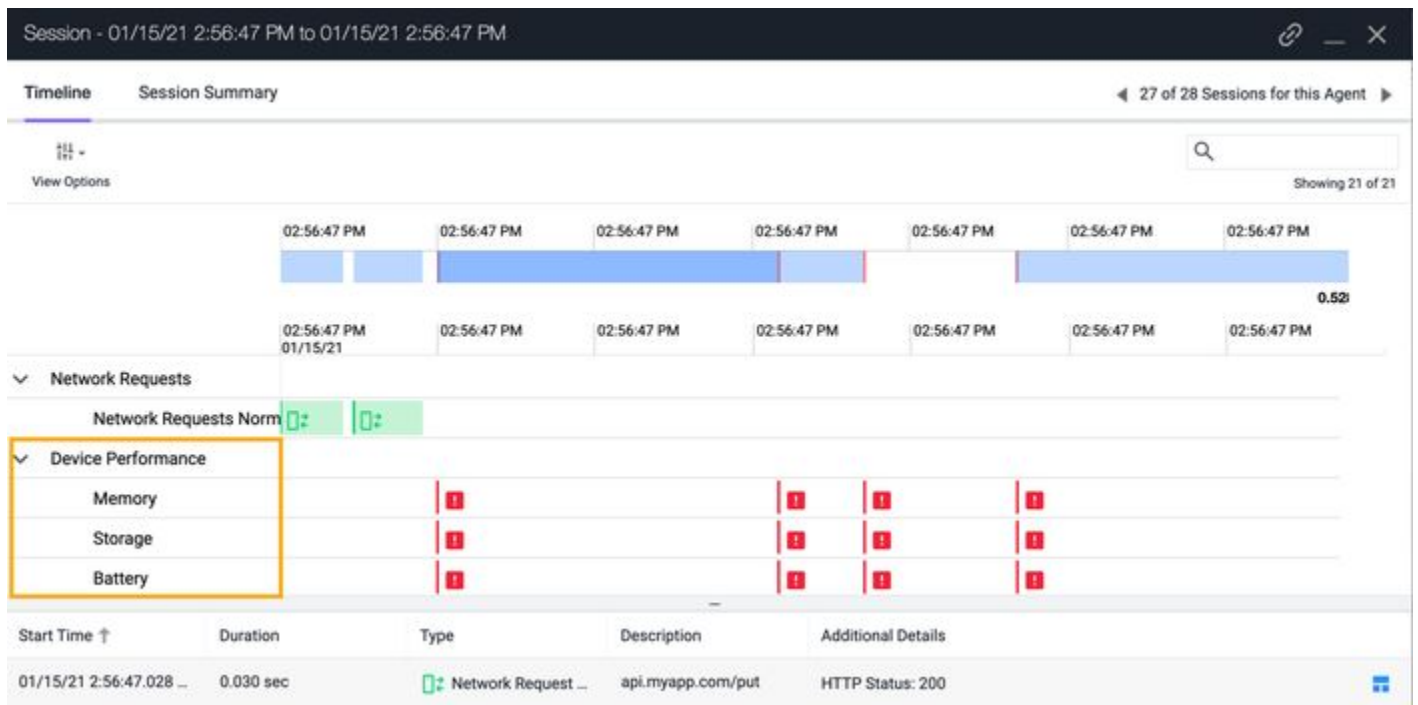 Session - 01/15/21 2:56:47 PM to 01/15/21 2:56:47 PM
Timeline Session Summary 27 of 28 Sessions for this Agent
View Options
Showing 21 of 21
02:56:47 PM 02:56:47 PM 02:56:47 PM 02:56:47 PM 02:56:47 PM 02:56:47 PM 02:56:47 PM
0.528
02:56:47 PM 02:56:47 PM 02:56:47 PM 02:56:47 PM 02:56:47 PM 02:56:47 PM 02:56:47 PM
01/15/21
Network Requests
Network Requests Norm
Device Performance
Memory
Storage
Battery
Start Time ↑ Duration Type Description Additional Details
01/15/21 2:56:47.028 ... 0.030 sec Network Request ... api.myapp.com/put HTTP Status: 200